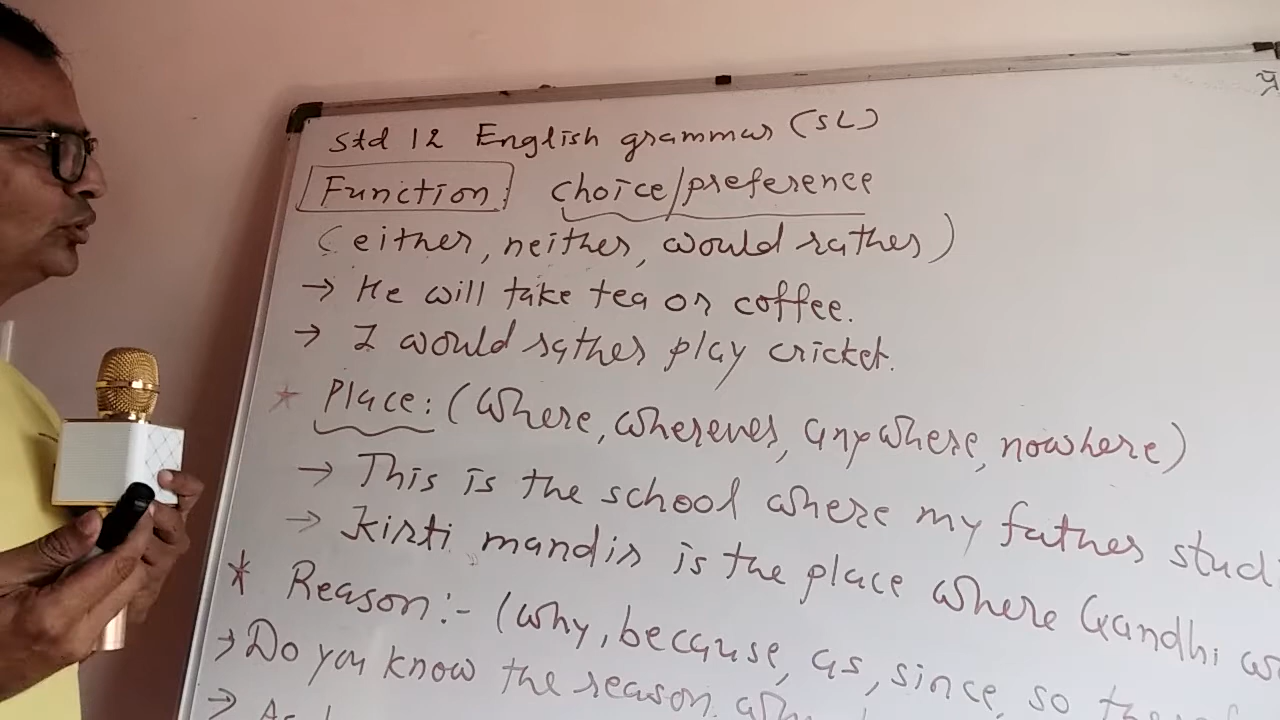 Std 12 English grammar (SL)
Function choice/preference
(either, neither, would rather)
→ He will take tea or coffee.
→ I would rather play cricket.
* Place: (where, wherever, anywhere, nowhere)
→ This is the school where my father studi
→ Kirti mandir is the place where Gandhi
* Reason:- (why, because, as, since, so
→ Do you know the reason
→